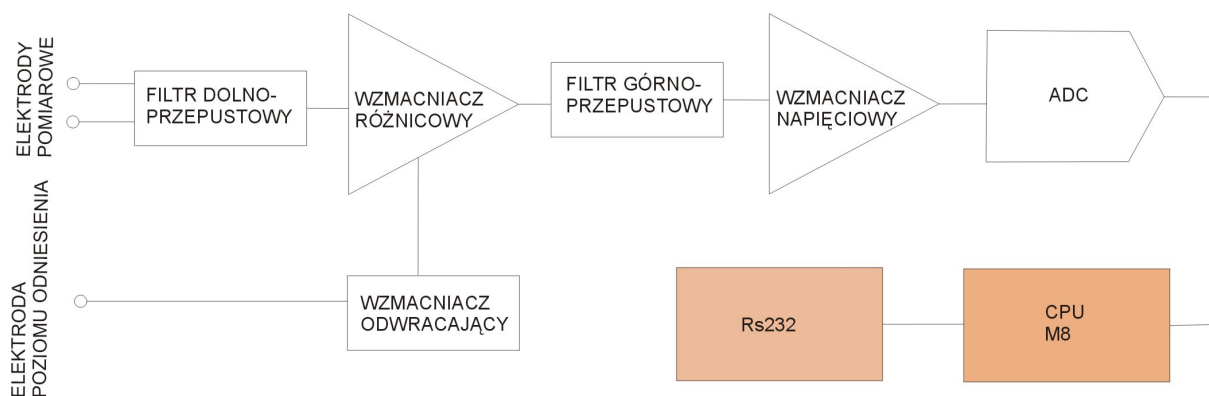 ELEKTRODY
POMIAROWE
FILTR DOLNO-
PRZEPUSTOWY
WZMACNIACZ
RÓŻNICOWY
FILTR GÓRNO-
PRZEPUSTOWY
WZMACNIACZ
NAPIĘCIOWY
ADC
ELEKTRODA
POZIOMU ODNIESIENIA
WZMACNIACZ
ODWRACAJĄCY
Rs232
CPU
M8